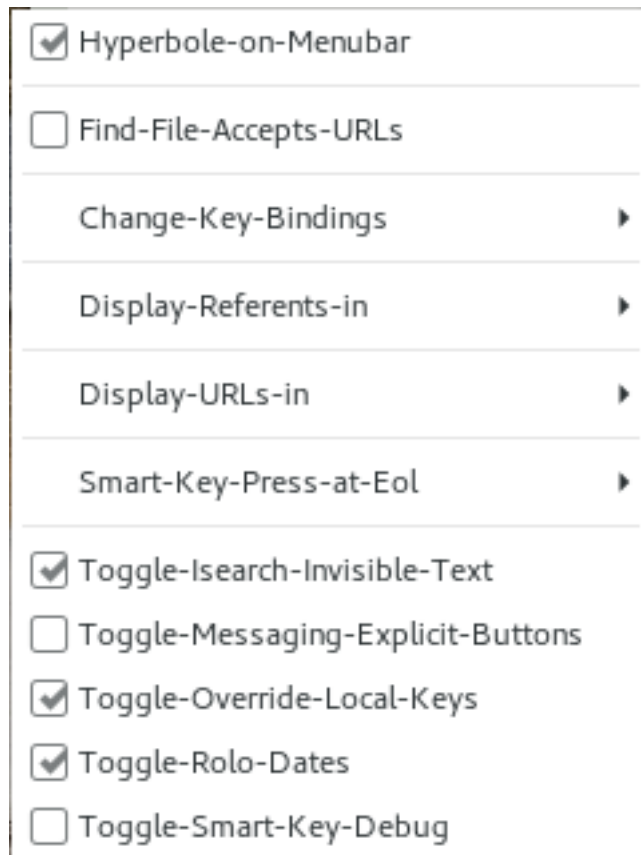 Hyperbole-on-Menubar
Find-File-Accepts-URLs
Change-Key-Bindings
Display-Referents-in
Display-URLs-in
Smart-Key-Press-at-Eol
Toggle-Isearch-Invisible-Text
Toggle-Messaging-Explicit-Buttons
Toggle-Override-Local-Keys
Toggle-Rolo-Dates
Toggle-Smart-Key-Debug